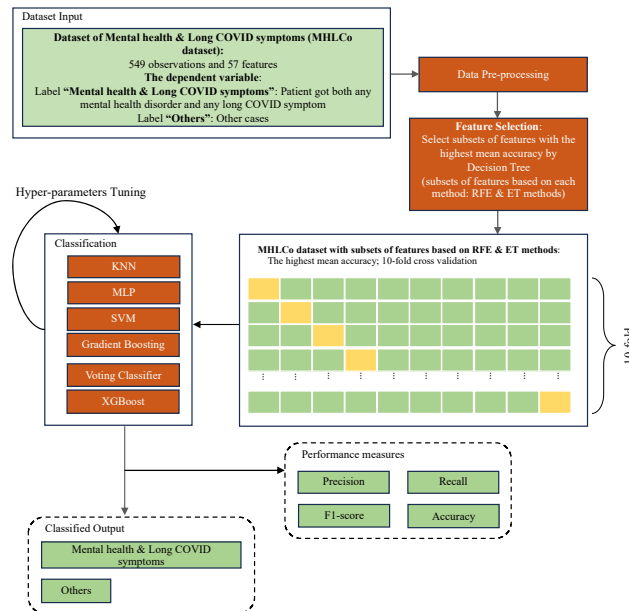 Dataset Input
Dataset of Mental health & Long COVID symptoms (MHLCo
dataset):
549 observations and 57 features
The dependent variable:
Label “Mental health & Long COVID symptoms”: Patient got both any
mental health disorder and any long COVID symptom
Label “Others”: Other cases
Data Pre-processing
Feature Selection:
Select subsets of features with the
highest mean accuracy by
Decision Tree
(subsets of features based on each
method: RFE & ET methods)
Hyper-parameters Tuning
Classification
KNN
MLP
SVM
Gradient Boosting
Voting Classifier
XGBoost
MHLCo dataset with subsets of features based on RFE & ET methods:
The highest mean accuracy; 10-fold cross validation
10-fold
Performance measures
Precision
Recall
F1-score
Accuracy
Classified Output
Mental health & Long COVID
symptoms
Others